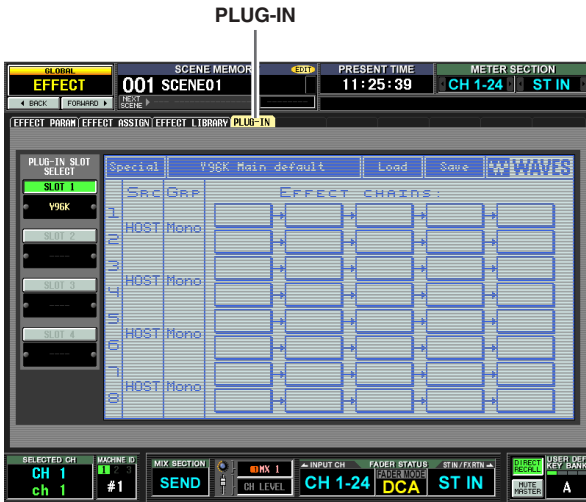 PLUG-IN
GLOBAL
EFFECT
BACK FORWARD
SCENE MEMORY EDIT
001 SCENE01
NEXT SCENE
PRESENT TIME
11:25:39
METER SECTION
CH 1-24 ST IN
EFFECT PARAM EFFECT ASSIGN EFFECT LIBRARY PLUG-IN
PLUG-IN SLOT
SELECT
SLOT 1
Y96K
SLOT 2
----
SLOT 3
----
SLOT 4
----
Special Y96K Main default Load Save WAVES
SRC GRP EFFECT CHAINS:
1
HOST Mono
2
3
HOST Mono
4
5
HOST Mono
6
7
HOST Mono
8
SELECTED CH
CH 1
ch 1
MACHINE ID
1 2 3
#1
MIX SECTION
SEND
MX 1
CH LEVEL
INPUT CH
CH 1-24
FADER STATUS
FADER MODE
DCA
ST IN / FX RTN
ST IN
DIRECT
RECALL
MUTE
MASTER
USER DEF
KEY BANK
A